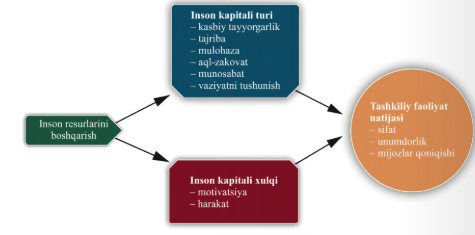 Inson resurlarini
boshqarish
Inson kapitali turi
– kasbiy tayyorgarlik
– tajriba
– mulohaza
– aql-zakovat
– munosabat
– vaziyatni tushunish
Inson kapitali xulqi
– motivatsiya
– harakat
Tashkiliy faoliyat
natijasi
– sifat
– unumdorlik
– mijozlar qoniqishi